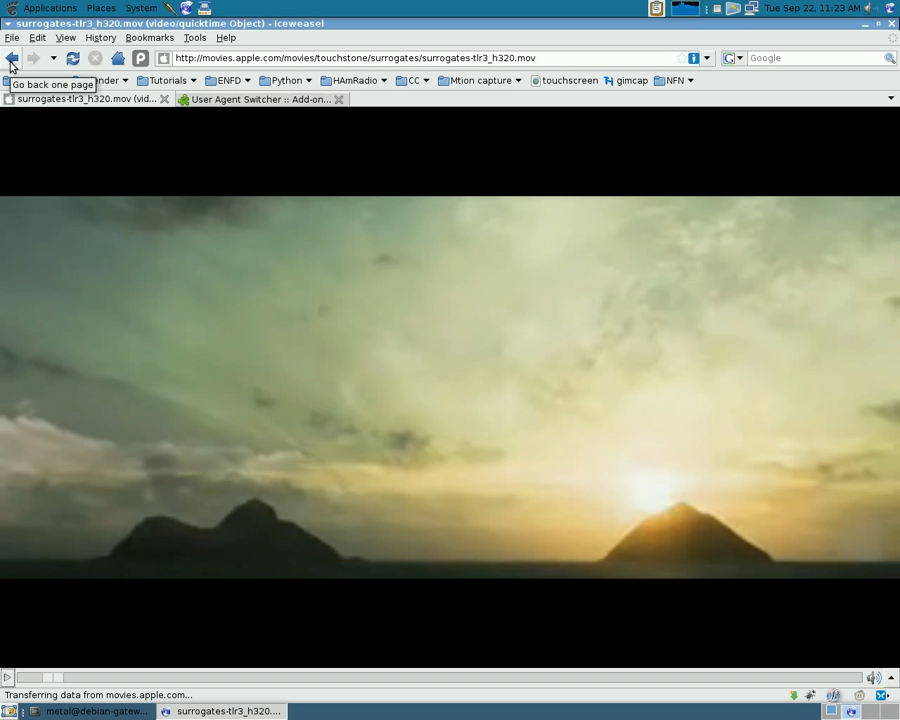 Applications Places System Tue Sep 22, 11:23 AM
surrogates-tlr3_h320.mov (video/quicktime Object) - Iceweasel
File Edit View History Bookmarks Tools Help
http://movies.apple.com/movies/touchstone/surrogates/surrogates-tlr3_h320.mov Google
Go back one page
Tutorials ENFD Python HAmRadio CC Mtion capture touchscreen gimcap NFN
surrogates-tlr3_h320.mov (vid... User Agent Switcher :: Add-on...
Transferring data from movies.apple.com...
metal@debian-gatew... surrogates-tlr3_h320....